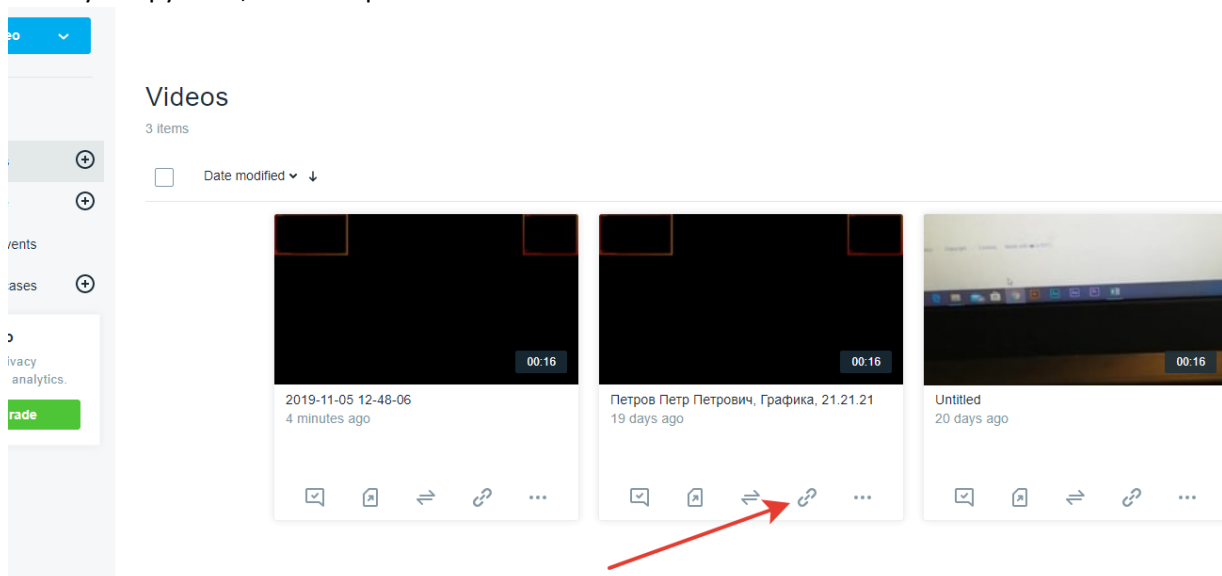 Videos
3 items
Date modified
vents
ases
ivacy
analytics.
rade
00:16
00:16
00:16
2019-11-05 12-48-06
4 minutes ago
Петров Петр Петрович, Графика, 21.21.21
19 days ago
Untitled
20 days ago